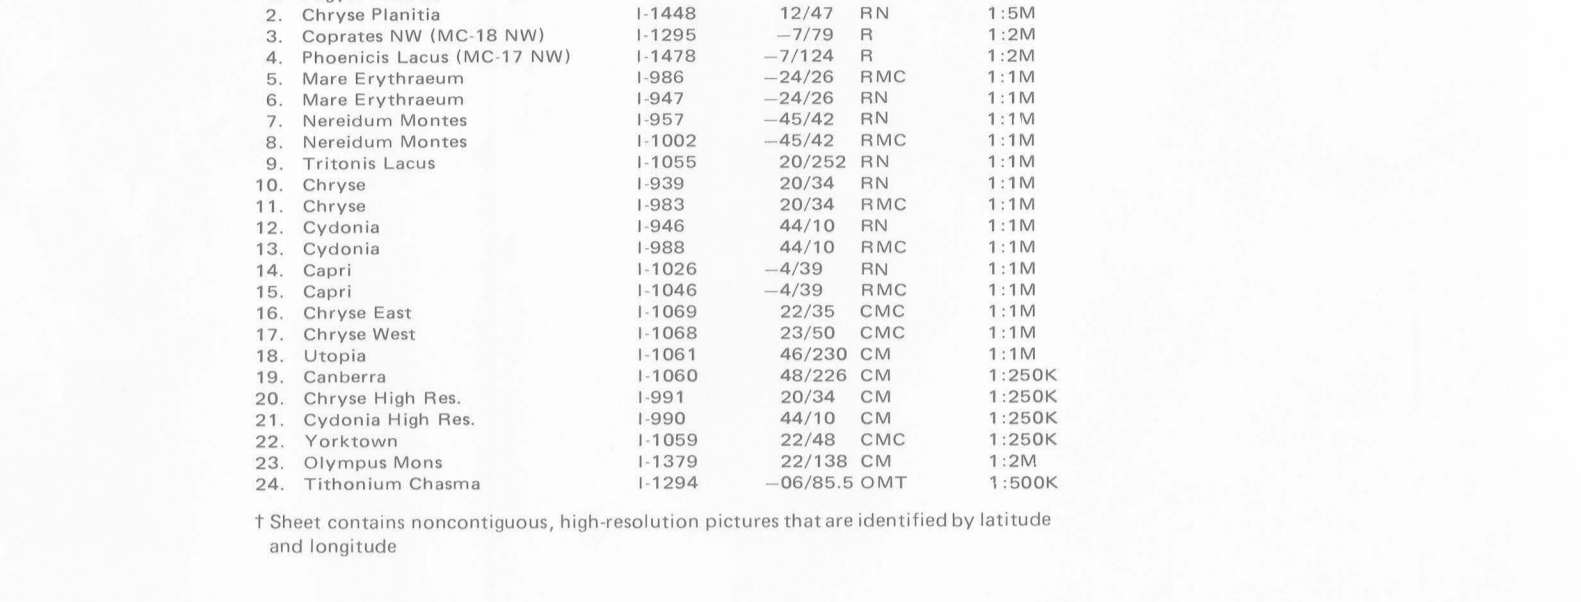 2. Chryse Planitia I-1448 12/47 RN 1:5M
3. Coprates NW (MC-18 NW) I-1295 —7/79 R 1:2M
4. Phoenicis Lacus (MC-17 NW) I-1478 —7/124 R 1:2M
5. Mare Erythraeum I-986 —24/26 RMC 1:1M
6. Mare Erythraeum I-947 —24/26 RN 1:1M
7. Nereidum Montes I-957 —45/42 RN 1:1M
8. Nereidum Montes I-1002 —45/42 RMC 1:1M
9. Tritonis Lacus I-1055 20/252 RN 1:1M
10. Chryse I-939 20/34 RN 1:1M
11. Chryse I-983 20/34 RMC 1:1M
12. Cydonia I-946 44/10 RN 1:1M
13. Cydonia I-988 44/10 RMC 1:1M
14. Capri I-1026 —4/39 RN 1:1M
15. Capri I-1046 —4/39 RMC 1:1M
16. Chryse East I-1069 22/35 CMC 1:1M
17. Chryse West I-1068 23/50 CMC 1:1M
18. Utopia I-1061 46/230 CM 1:1M
19. Canberra I-1060 48/226 CM 1:250K
20. Chryse High Res. I-991 20/34 CM 1:250K
21. Cydonia High Res. I-990 44/10 CM 1:250K
22. Yorktown I-1059 22/48 CMC 1:250K
23. Olympus Mons I-1379 22/138 CM 1:2M
24. Tithonium Chasma I-1294 —06/85.5 OMT 1:500K
† Sheet contains noncontiguous, high-resolution pictures that are identified by latitude
and longitude